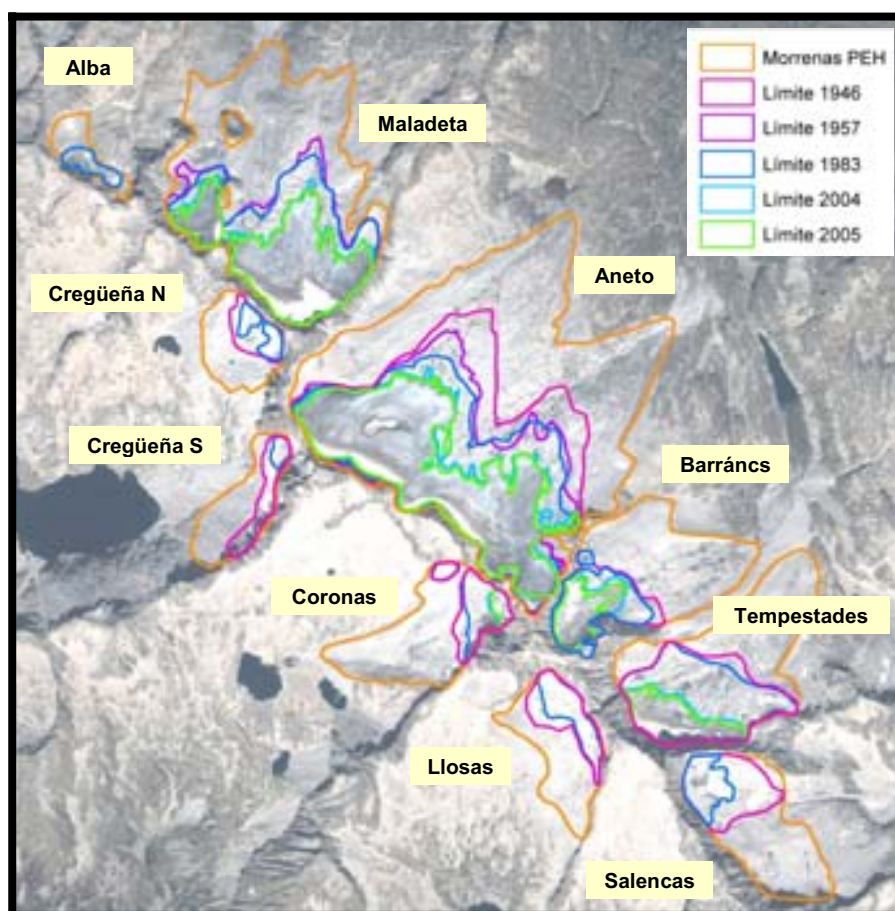 Alba
Maladeta
Morrenas PEH
Límite 1946
Límite 1957
Límite 1983
Límite 2004
Límite 2005
Aneto
Cregüeña N
Cregüeña S
Barráncs
Coronas
Tempestades
Llosas
Salencas